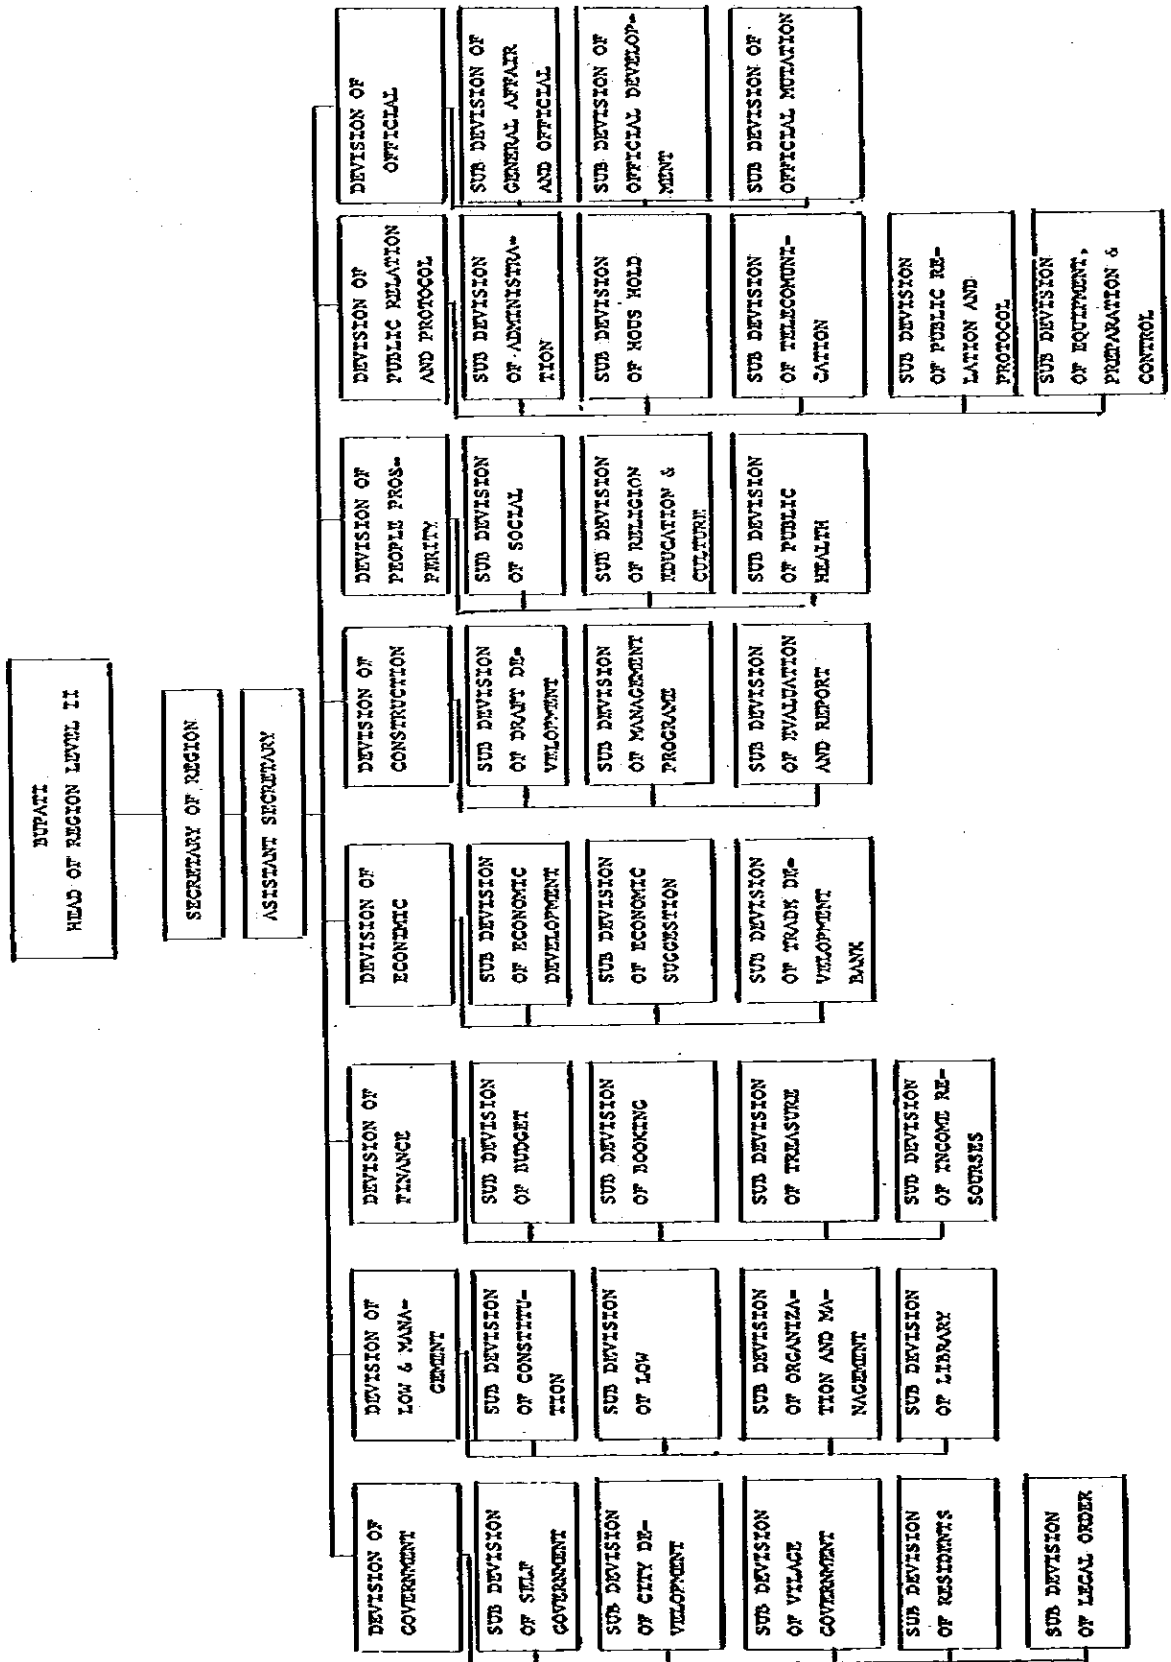 BUPATI
HEAD OF REGION LEVEL II
SECRETARY OF REGION
ASISTANT SECRETARY
DEVISION OF
GOVERNMENT
SUB DEVISION
OF SELF
GOVERNMENT
SUB DEVISION
OF CITY DE-
VELOPMENT
SUB DEVISION
OF VILAGE
GOVERNMENT
SUB DEVISION
OF RESIDENTS
SUB DEVISION
OF LEGAL ORDER
DEVISION OF
LOW & MANA-
GEMENT
SUB DEVISION
OF CONSTITU-
TION
SUB DEVISION
OF LOW
SUB DEVISION
OF ORGANIZA-
TION AND MA-
NAGEMENT
SUB DEVISION
OF LIBRARY
DEVISION OF
FINANCE
SUB DEVISION
OF BUDGET
SUB DEVISION
OF BOOKING
SUB DEVISION
OF TREASURE
SUB DEVISION
OF INCOME RE-
SOURSES
DEVISION OF
ECONIMIC
SUB DEVISION
OF ECONOMIC
DEVELOPMENT
SUB DEVISION
OF ECONOMIC
SUGGESTION
SUB DEVISION
OF TRADE DE-
VELOPMENT
BANK
DEVISION OF
CONSTRUCTION
SUB DEVISION
OF DRAFT DE-
VELOPMENT
SUB DEVISION
OF MANAGEMENT
PROGRAME
SUB DEVISION
OF EVALUATION
AND REPORT
DEVISION OF
PEOPLE PROS-
PERITY
SUB DEVISION
OF SOCIAL
SUB DEVISION
OF RELIGION
EDUCATION &
CULTURE
SUB DEVISION
OF PUBLIC
HEALTH
DEVISION OF
PUBLIC RELATION
AND PROTOCOL
SUB DEVISION
OF ADMINISTRA-
TION
SUB DEVISION
OF HOUS HOLD
SUB DEVISION
OF TELECOMUNI-
CATION
SUB DEVISION
OF PUBLIC RE-
LATION AND
PROTOCOL
SUB DEVISION
OF EQUIPMENT,
PREPARATION &
CONTROL
DEVISION OF
OFFICIAL
SUB DEVISION OF
GENERAL AFFAIR
AND OFFICIAL
SUB DEVISION OF
OFFICIAL DEVELOP-
MENT
SUB DEVISION OF
OFFICIAL MUTATION